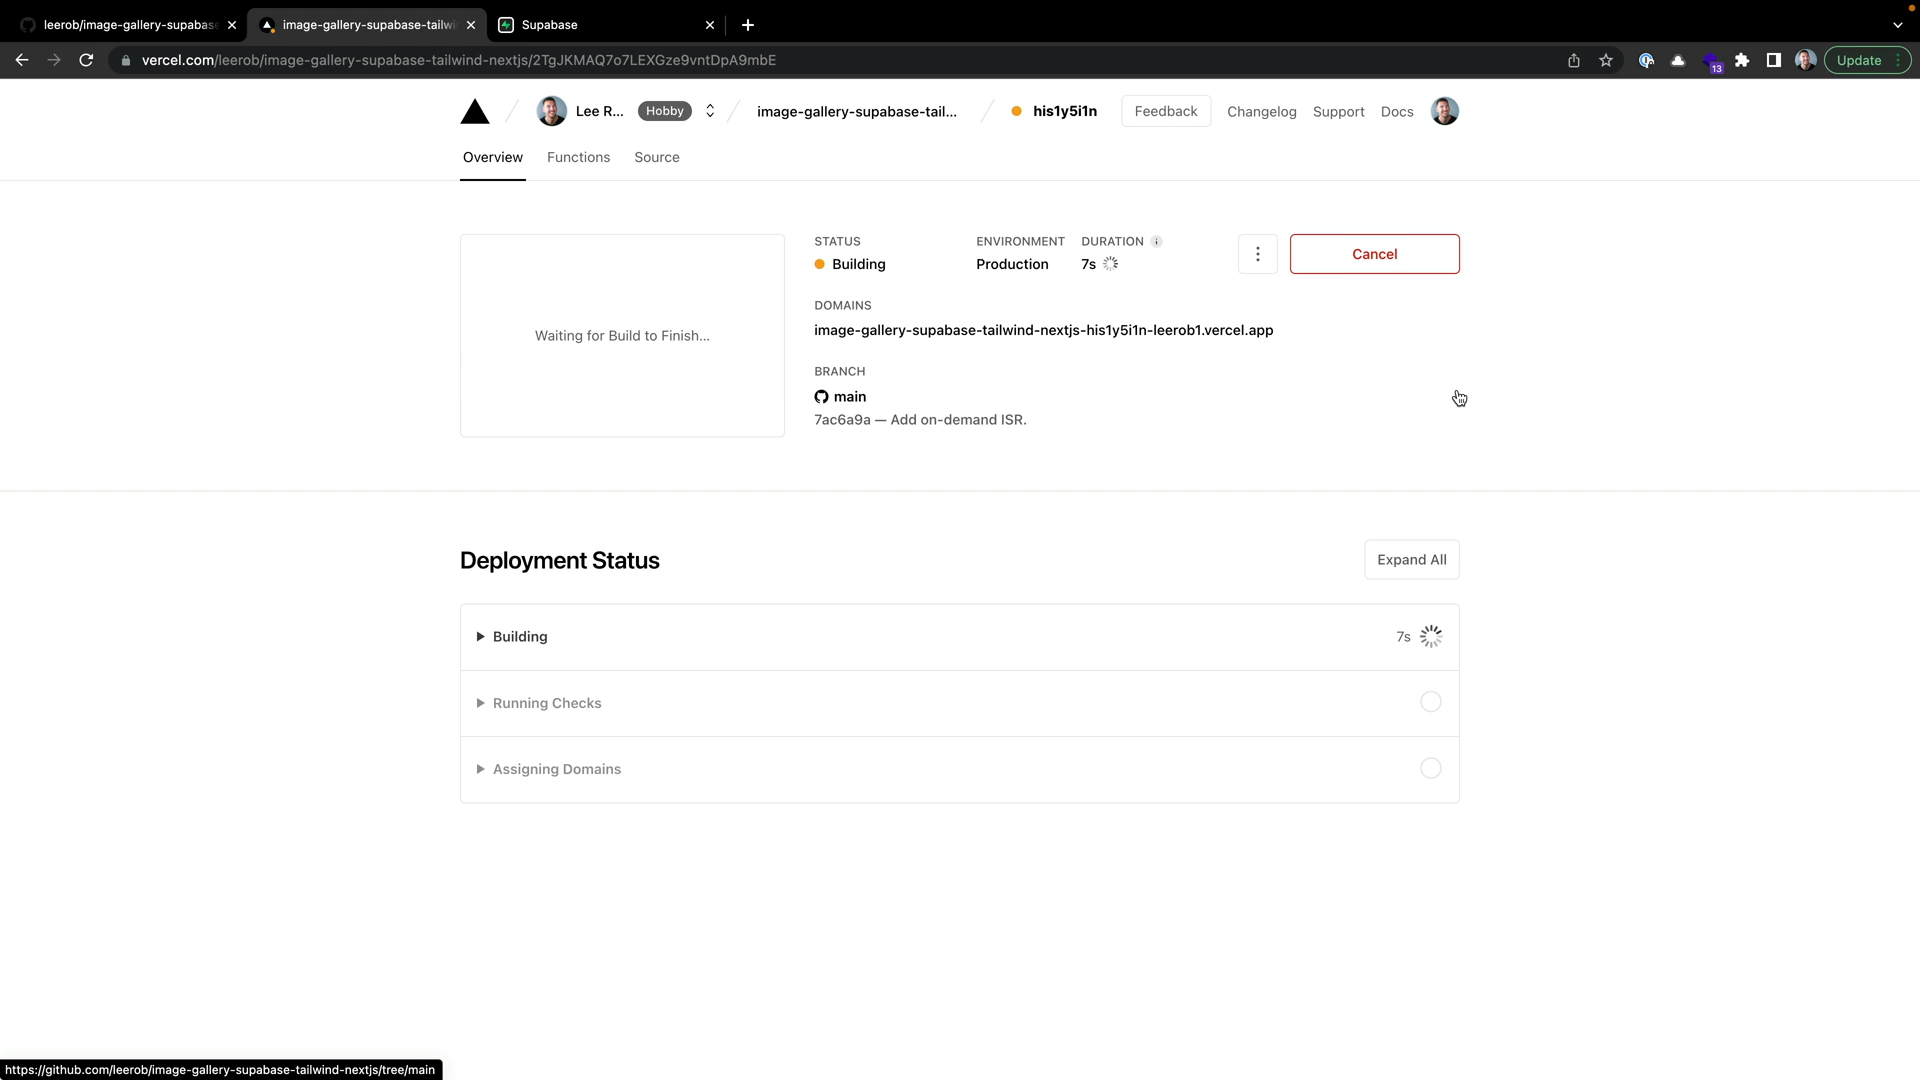 leerob/image-gallery-supabase
image-gallery-supabase-tailwi
Supabase
vercel.com/leerob/image-gallery-supabase-tailwind-nextjs/2TgJKMAQ7o7LEXGze9vntDpA9mbE
13
Update
Lee R...
Hobby
image-gallery-supabase-tail...
his1y5i1n
Feedback
Changelog
Support
Docs
Overview
Functions
Source
Waiting for Build to Finish...
STATUS
Building
ENVIRONMENT
Production
DURATION
7s
Cancel
DOMAINS
image-gallery-supabase-tailwind-nextjs-his1y5i1n-leerob1.vercel.app
BRANCH
main
7ac6a9a — Add on-demand ISR.
Deployment Status
Expand All
Building
7s
Running Checks
Assigning Domains
https://github.com/leerob/image-gallery-supabase-tailwind-nextjs/tree/main